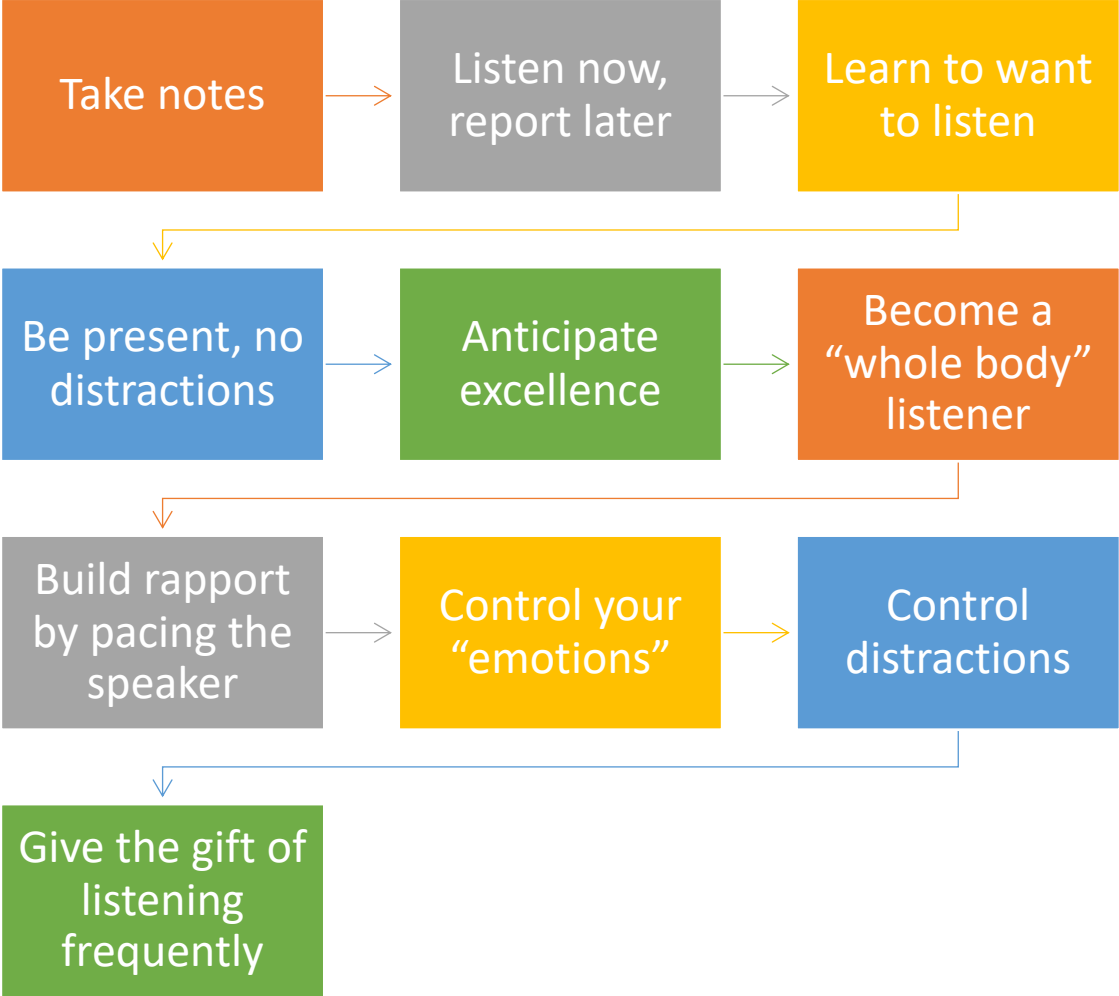 Take notes
Listen now,
report later
Learn to want
to listen
Be present, no
distractions
Anticipate
excellence
Become a
“whole body”
listener
Build rapport
by pacing the
speaker
Control your
“emotions”
Control
distractions
Give the gift of
listening
frequently